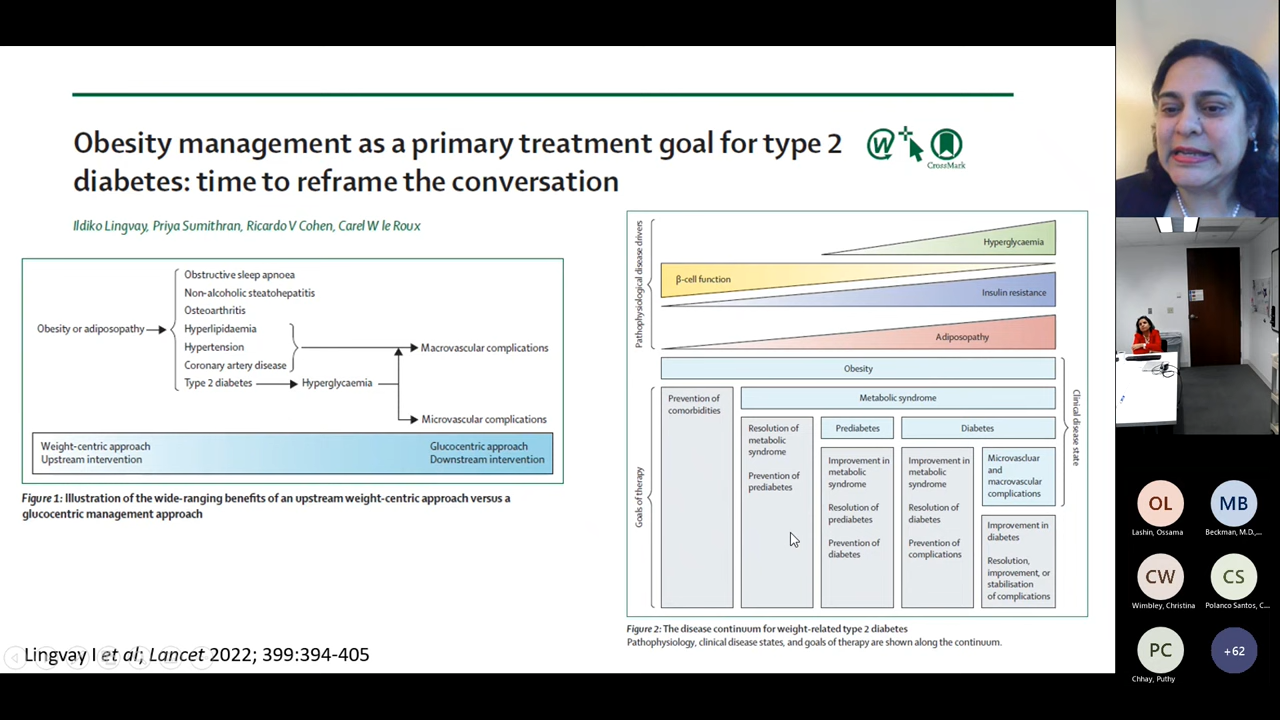 Obesity management as a primary treatment goal for type 2
diabetes: time to reframe the conversation
W
CrossMark
Ildiko Lingvay, Priya Sumithran, Ricardo V Cohen, Carel W le Roux
Obesity or adiposopathy
Obstructive sleep apnoea
Non-alcoholic steatohepatitis
Osteoarthritis
Hyperlipidaemia
Hypertension
Coronary artery disease
Type 2 diabetes
Hyperglycaemia
Macrovascular complications
Microvascular complications
Weight-centric approach
Upstream intervention
Glucocentric approach
Downstream intervention
Figure 1: Illustration of the wide-ranging benefits of an upstream weight-centric approach versus a
glucocentric management approach
Pathophysiological disease drivers
Hyperglycaemia
β-cell function
Insulin resistance
Adiposopathy
Obesity
Metabolic syndrome
Prediabetes
Diabetes
Clinical disease state
Goals of therapy
Prevention of
comorbidities
Resolution of
metabolic
syndrome
Prevention of
prediabetes
Improvement in
metabolic
syndrome
Resolution of
prediabetes
Prevention of
diabetes
Improvement in
metabolic
syndrome
Resolution of
diabetes
Prevention of
complications
Microvascluar
and
macrovascular
complications
Improvement in
diabetes
Resolution,
improvement, or
stabilisation
of complications
Figure 2: The disease continuum for weight-related type 2 diabetes
Pathophysiology, clinical disease states, and goals of therapy are shown along the continuum.
Lingvay I et al; Lancet 2022; 399:394-405
OL
Lashin, Ossama
MB
Beckman, M.D.,...
CW
Wimbley, Christina
CS
Polanco Santos, C...
PC
Chhay, Puthy
+62